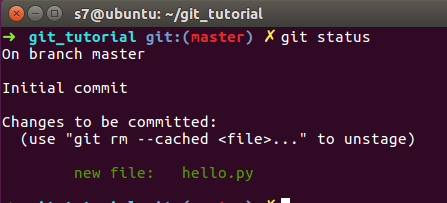 s7@ubuntu: ~/git_tutorial
➜ git_tutorial git:(master) ✗ git status
On branch master
Initial commit
Changes to be committed:
(use "git rm --cached <file>..." to unstage)
new file: hello.py